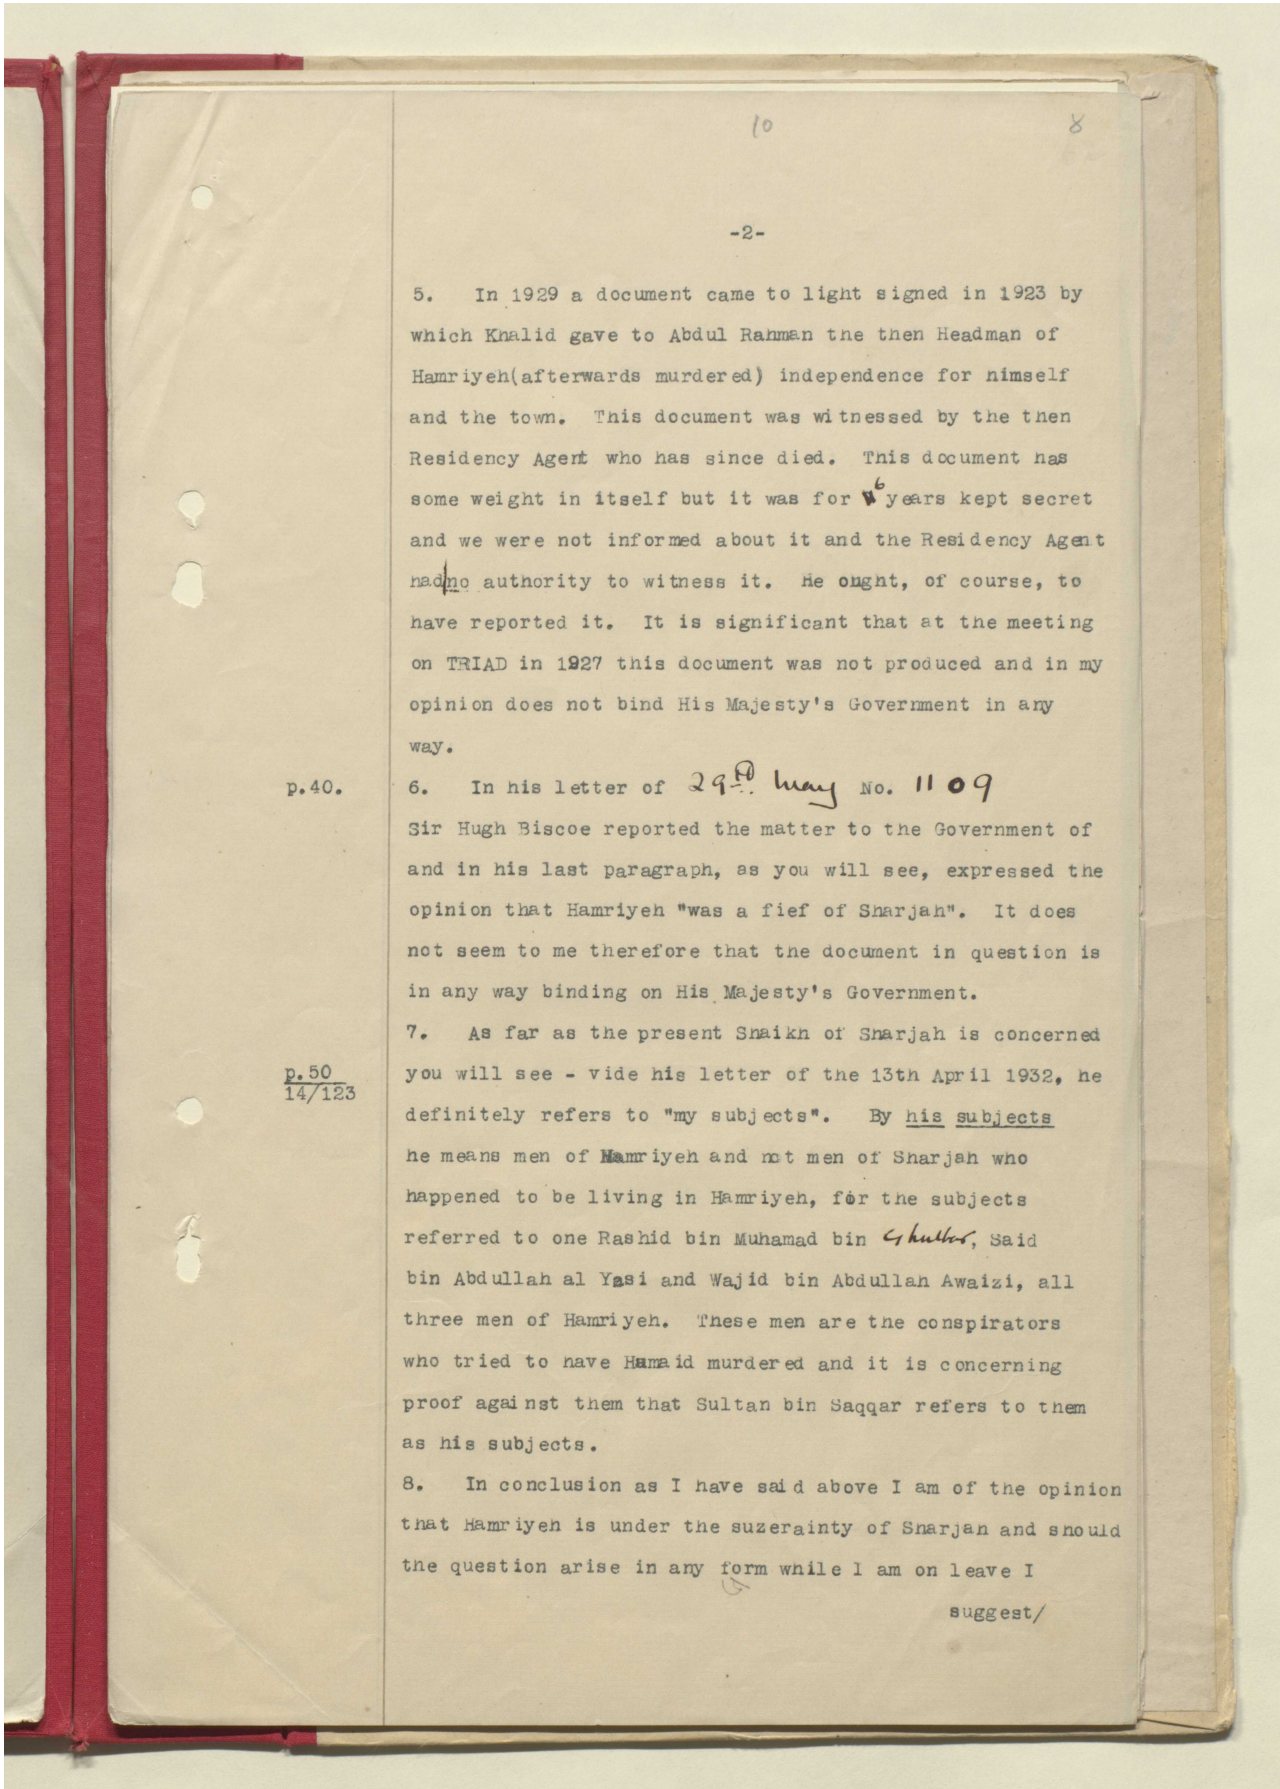 10
8
-2-
5. In 1929 a document came to light signed in 1923 by
which Khalid gave to Abdul Rahman the then Headman of
Hamriyeh(afterwards murdered) independence for himself
and the town. This document was witnessed by the then
Residency Agent who has since died. This document has
some weight in itself but it was for 6 years kept secret
and we were not informed about it and the Residency Agent
had no authority to witness it. He ought, of course, to
have reported it. It is significant that at the meeting
on TRIAD in 1927 this document was not produced and in my
opinion does not bind His Majesty's Government in any
way.
p.40. 6. In his letter of 29th May No. 1109
Sir Hugh Biscoe reported the matter to the Government of
and in his last paragraph, as you will see, expressed the
opinion that Hamriyeh "was a fief of Sharjah". It does
not seem to me therefore that the document in question is
in any way binding on His Majesty's Government.
7. As far as the present Shaikh of Sharjah is concerned
p.50 you will see - vide his letter of the 13th April 1932, he
14/123
definitely refers to "my subjects". By his subjects
he means men of Hamriyeh and not men of Sharjah who
happened to be living in Hamriyeh, for the subjects
referred to one Rashid bin Muhamad bin Said
bin Abdullah al Yasi and Wajid bin Abdullah Awaizi, all
three men of Hamriyeh. These men are the conspirators
who tried to have Humaid murdered and it is concerning
proof against them that Sultan bin Saqqar refers to them
as his subjects.
8. In conclusion as I have said above I am of the opinion
that Hamriyeh is under the suzerainty of Sharjah and should
the question arise in any form while I am on leave I
suggest/